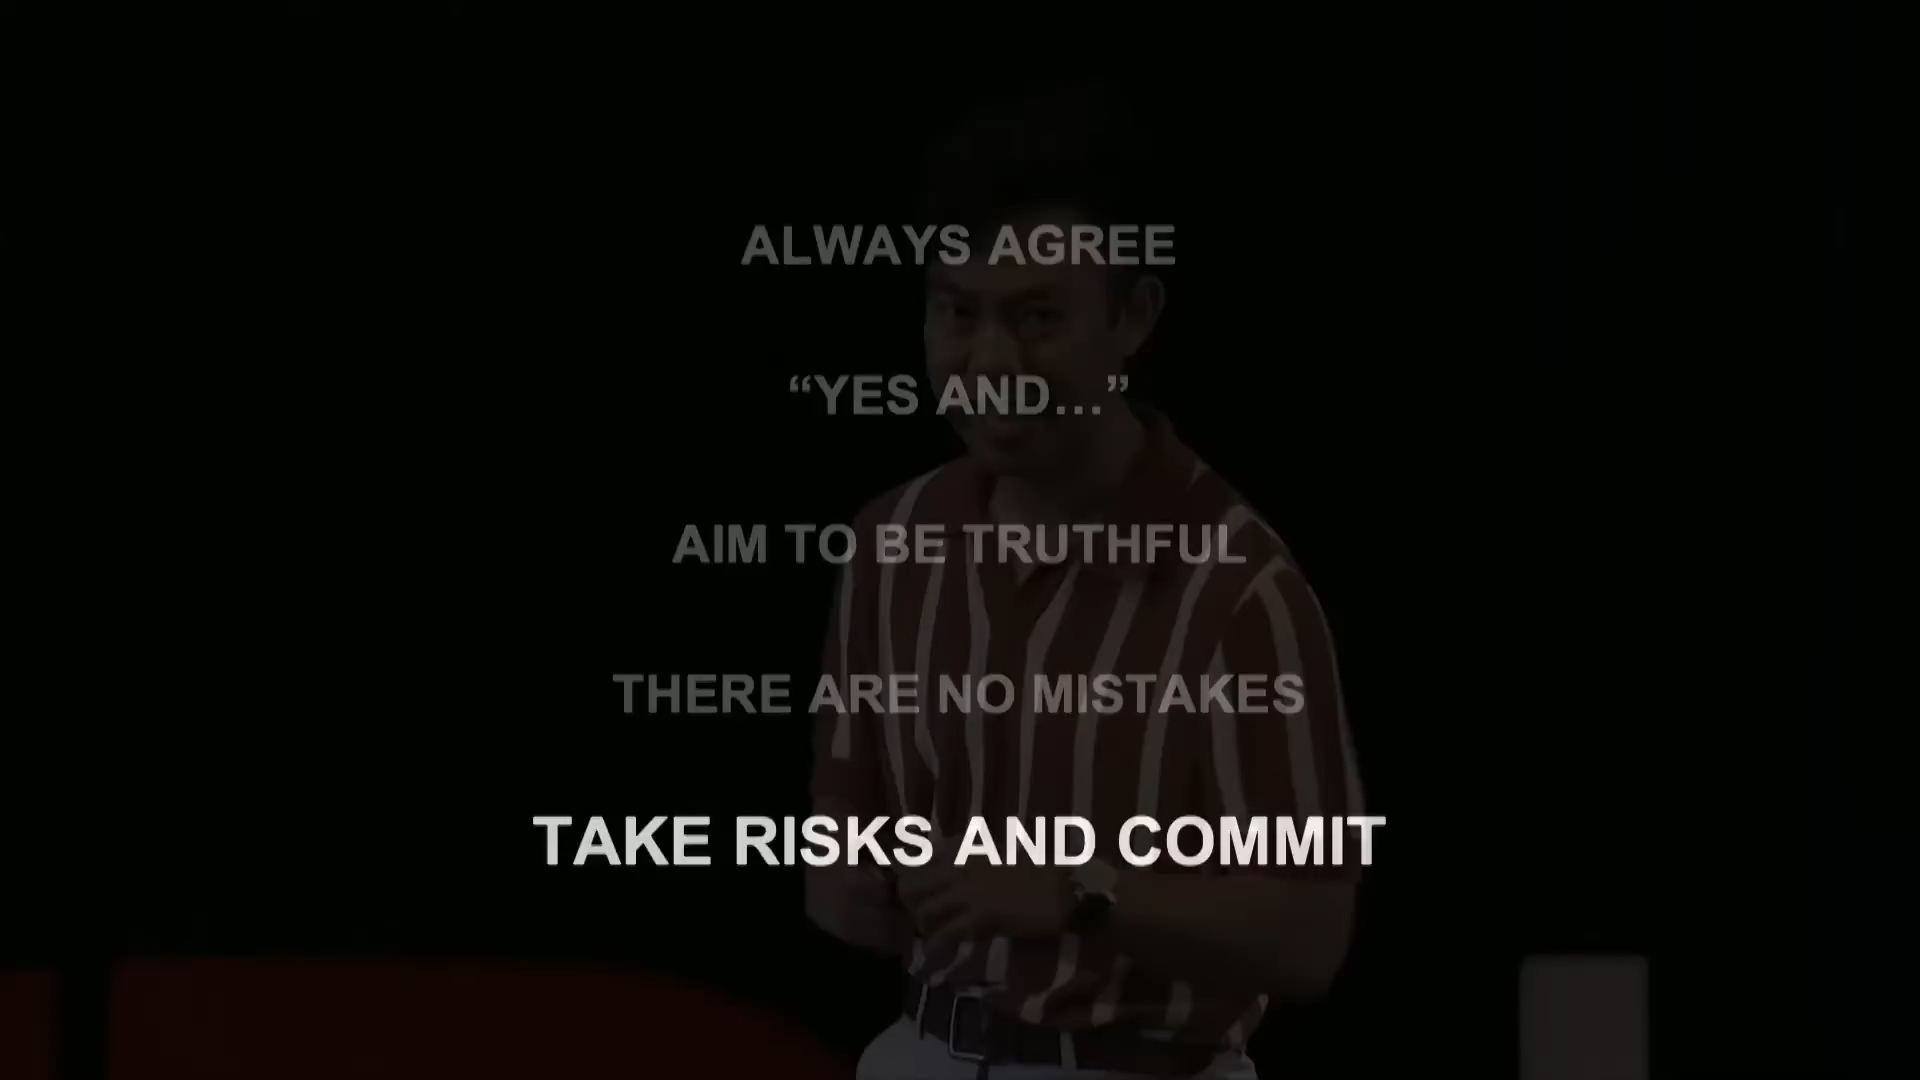 ALWAYS AGREE
“YES AND...”
AIM TO BE TRUTHFUL
THERE ARE NO MISTAKES
TAKE RISKS AND COMMIT